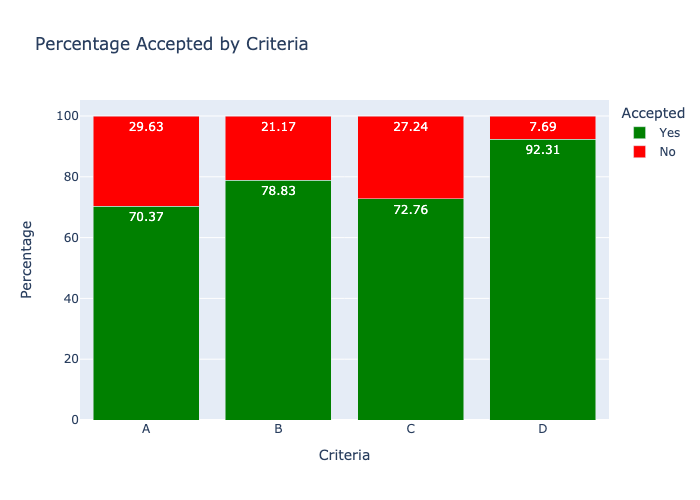 Percentage Accepted by Criteria
Accepted
Yes
No
Percentage
100
80
60
40
20
0
29.63
21.17
27.24
7.69
70.37
78.83
72.76
92.31
A
B
C
D
Criteria